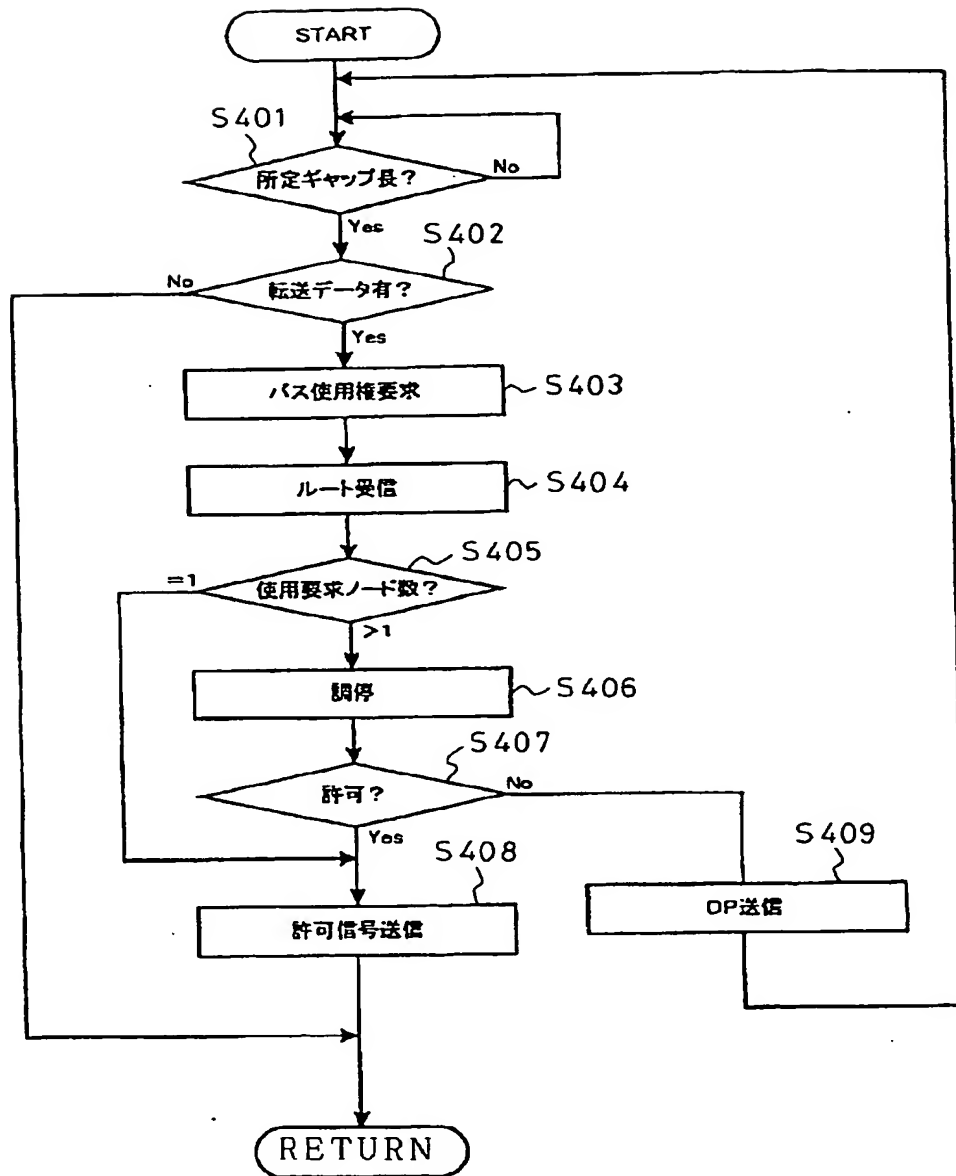 START
S401
所定ギャップ長?
No
Yes
S402
転送データ有?
No
Yes
バス使用権要求
S403
ルート受信
S404
S405
使用要求ノード数?
=1
>1
調停
S406
S407
許可?
No
Yes
S408
許可信号送信
S409
DP送信
RETURN